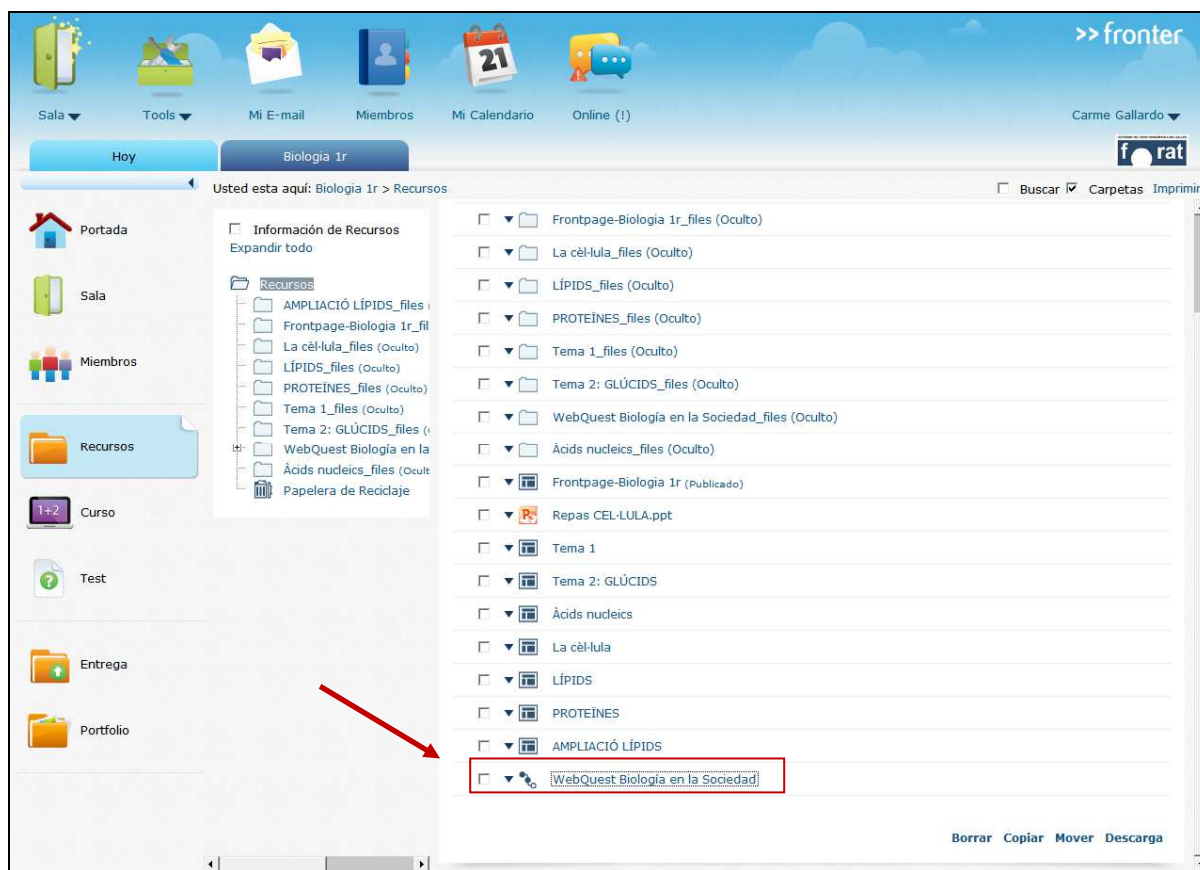 >> fronter
21
Sala Tools Mi E-mail Miembros Mi Calendario Online (!) Carme Gallardo
Hoy Biologia 1r
f rat
Usted esta aquí: Biologia 1r > Recursos Buscar Carpetas Imprimir
Portada
Sala
Miembros
Recursos
1+2 Curso
Test
Entrega
Portfolio
Información de Recursos
Expandir todo
Recursos
AMPLIACIÓ LÍPIDS_files
Frontpage-Biologia 1r_fil
La cèl·lula_files (Oculto)
LÍPIDS_files (Oculto)
PROTEÏNES_files (Oculto)
Tema 1_files (Oculto)
Tema 2: GLÚCIDS_files
WebQuest Biología en la
Àcids nucleics_files (Ocult
Papelera de Reciclaje
Frontpage-Biologia 1r_files (Oculto)
La cèl·lula_files (Oculto)
LÍPIDS_files (Oculto)
PROTEÏNES_files (Oculto)
Tema 1_files (Oculto)
Tema 2: GLÚCIDS_files (Oculto)
WebQuest Biología en la Sociedad_files (Oculto)
Àcids nucleics_files (Oculto)
Frontpage-Biologia 1r (Publicado)
Repas CEL·LULA.ppt
Tema 1
Tema 2: GLÚCIDS
Àcids nucleics
La cèl·lula
LÍPIDS
PROTEÏNES
AMPLIACIÓ LÍPIDS
WebQuest Biología en la Sociedad
Borrar Copiar Mover Descarga